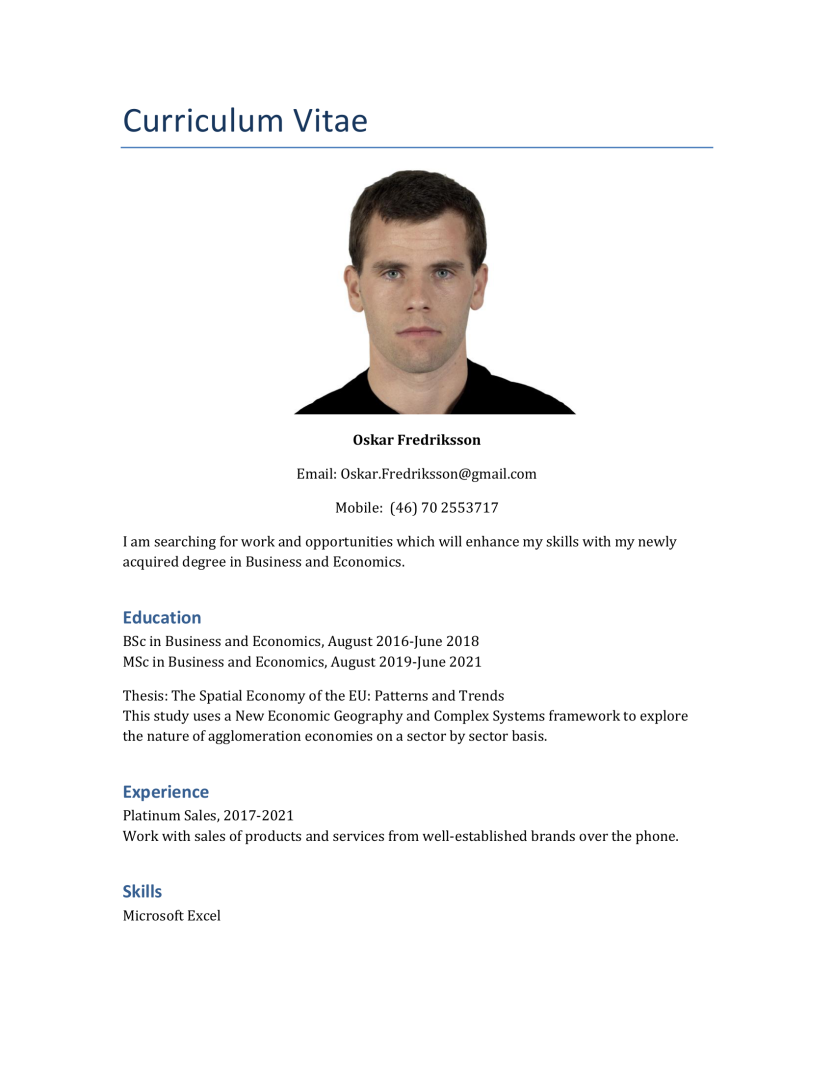 Curriculum Vitae
Oskar Fredriksson
Email: Oskar.Fredriksson@gmail.com
Mobile:  (46) 70 2553717
I am searching for work and opportunities which will enhance my skills with my newly
acquired degree in Business and Economics.
Education
BSc in Business and Economics, August 2016-June 2018
MSc in Business and Economics, August 2019-June 2021
Thesis: The Spatial Economy of the EU: Patterns and Trends
This study uses a New Economic Geography and Complex Systems framework to explore
the nature of agglomeration economies on a sector by sector basis.
Experience
Platinum Sales, 2017-2021
Work with sales of products and services from well-established brands over the phone.
Skills
Microsoft Excel